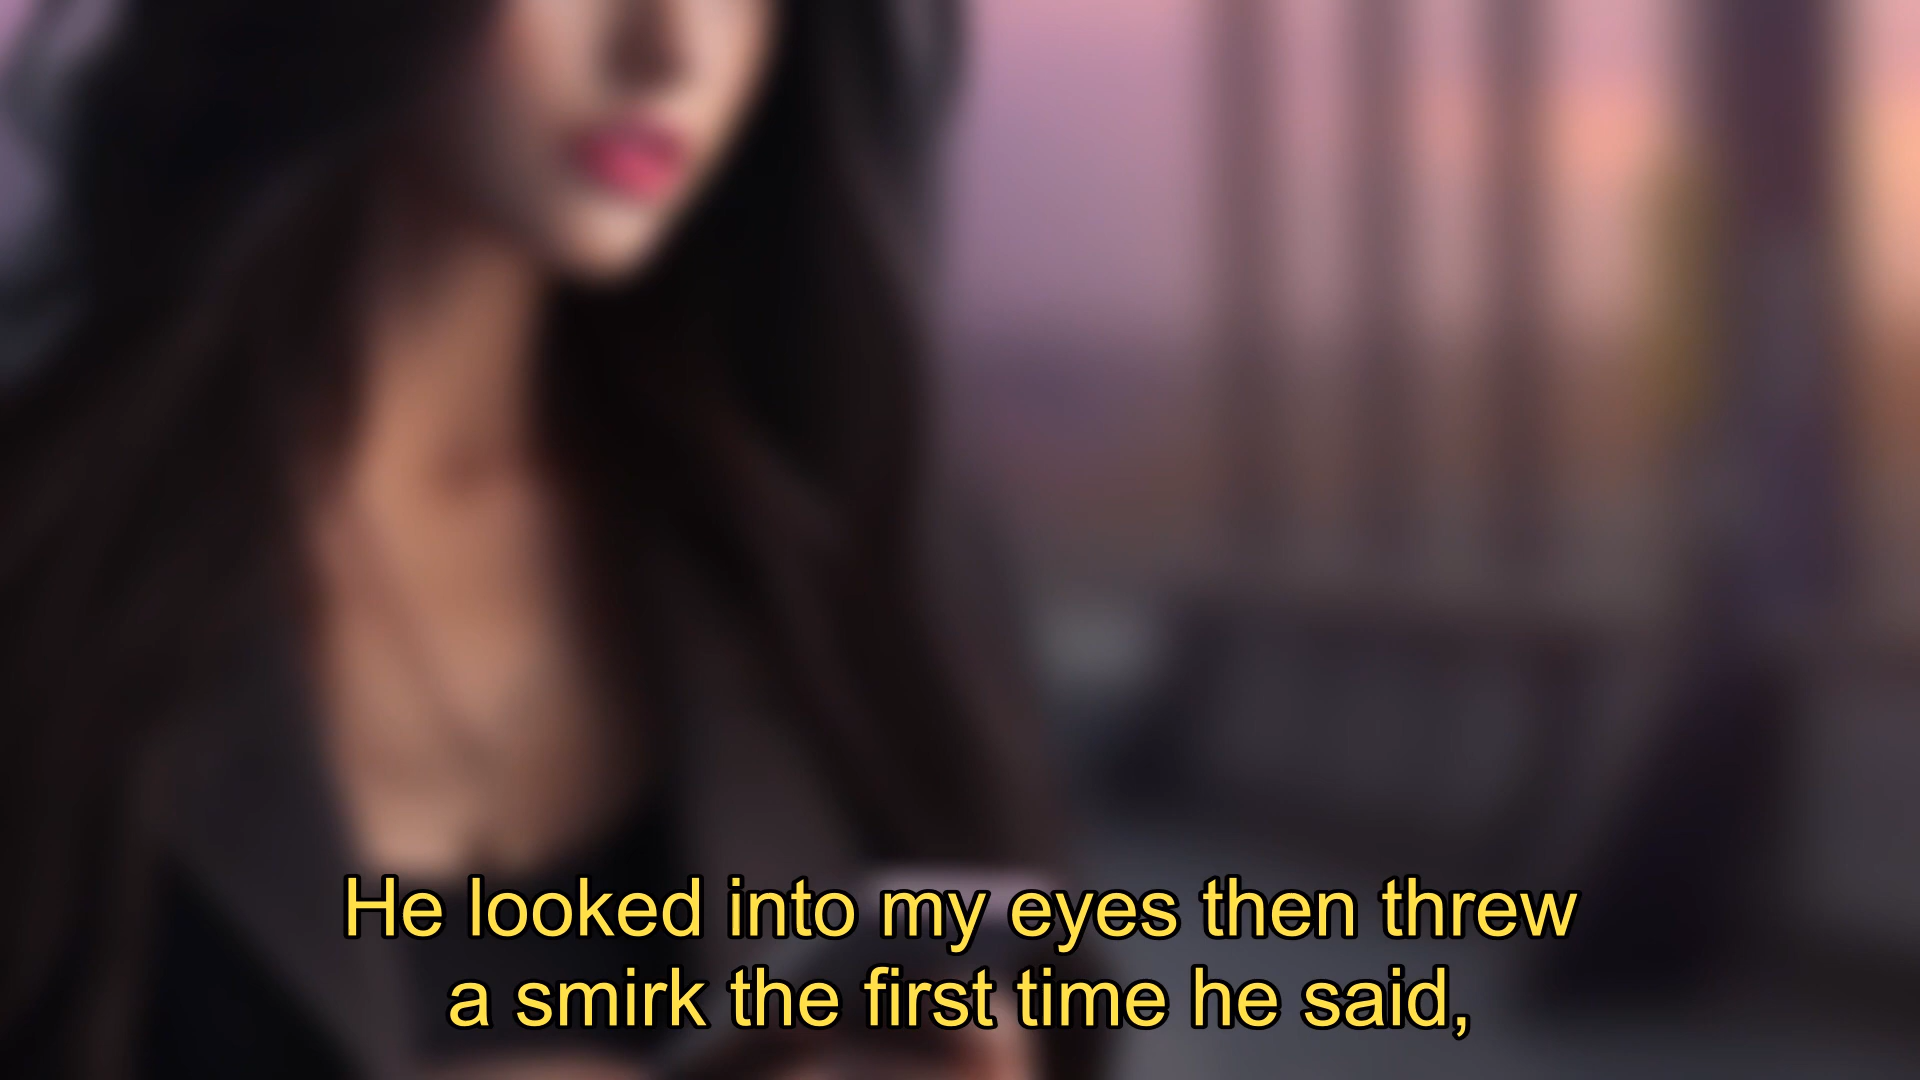 He looked into my eyes then threw
a smirk the first time he said,